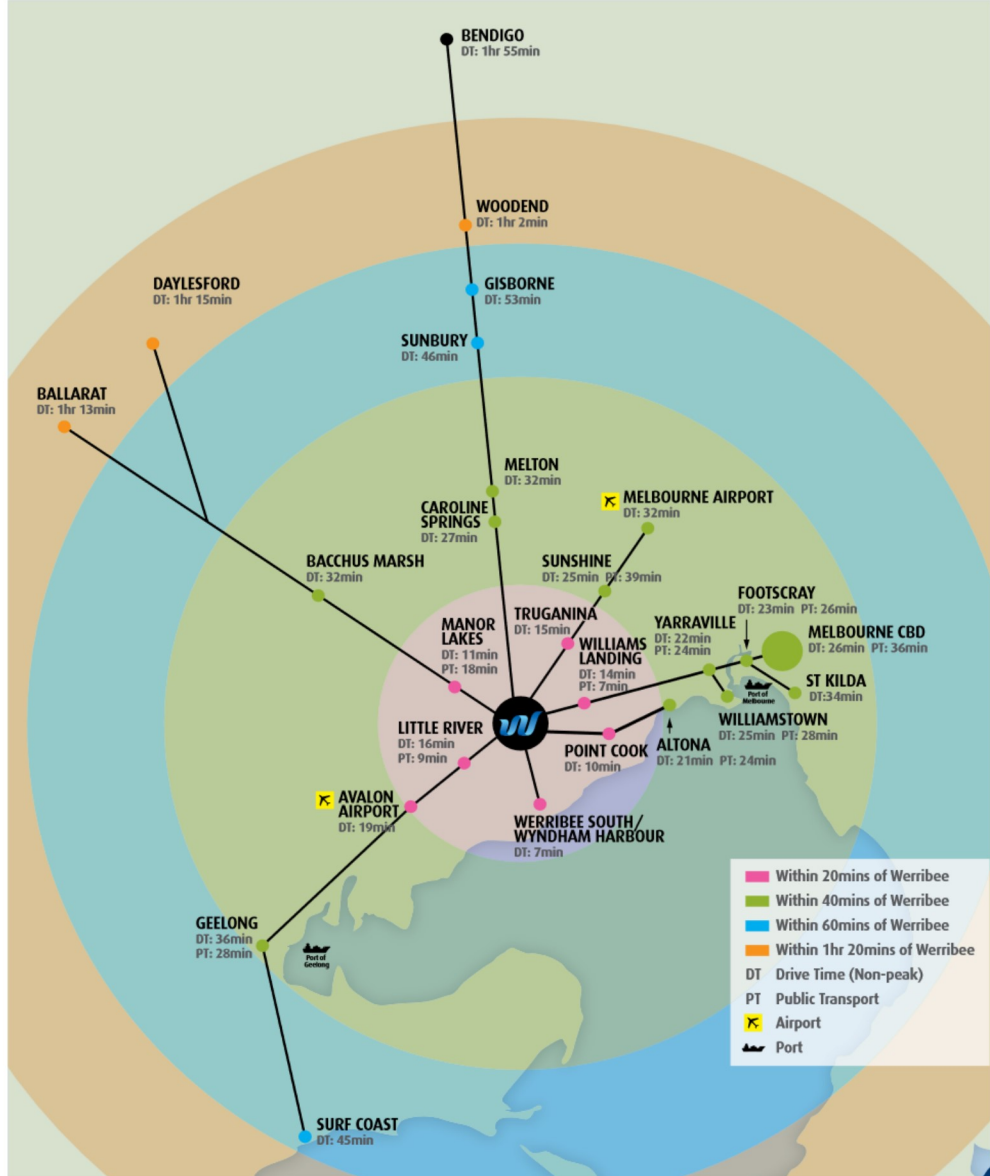 BENDIGO
DT: 1hr 55min
WOODEND
DT: 1hr 2min
DAYLESFORD
DT: 1hr 15min
GISBORNE
DT: 53min
SUNBURY
DT: 46min
BALLARAT
DT: 1hr 13min
MELTON
DT: 32min
CAROLINE
SPRINGS
DT: 27min
MELBOURNE AIRPORT
DT: 32min
BACCHUS MARSH
DT: 32min
SUNSHINE
DT: 25min PT: 39min
FOOTSCRAY
DT: 23min PT: 26min
MANOR
LAKES
DT: 11min
PT: 18min
TRUGANINA
DT: 15min
WILLIAMS
LANDING
DT: 14min
PT: 7min
YARRAVILLE
DT: 22min
PT: 24min
MELBOURNE CBD
DT: 26min PT: 36min
ST KILDA
DT:34min
Port of
Melbourne
WILLIAMSTOWN
DT: 25min PT: 28min
LITTLE RIVER
DT: 16min
PT: 9min
W
POINT COOK
DT: 10min
ALTONA
DT: 21min PT: 24min
AVALON
AIRPORT
DT: 19min
WERRIBEE SOUTH/
WYNDHAM HARBOUR
DT: 7min
GEELONG
DT: 36min
PT: 28min
Port of
Geelong
SURF COAST
DT: 45min
Within 20mins of Werribee
Within 40mins of Werribee
Within 60mins of Werribee
Within 1hr 20mins of Werribee
DT Drive Time (Non-peak)
PT Public Transport
Airport
Port